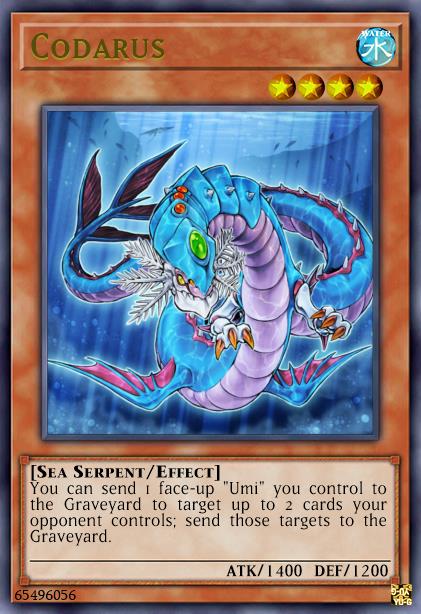 Codarus
WATER
水
[Sea Serpent/Effect]
You can send 1 face-up "Umi" you control to
the Graveyard to target up to 2 cards your
opponent controls; send those targets to the
Graveyard.
ATK/1400 DEF/1200
65496056